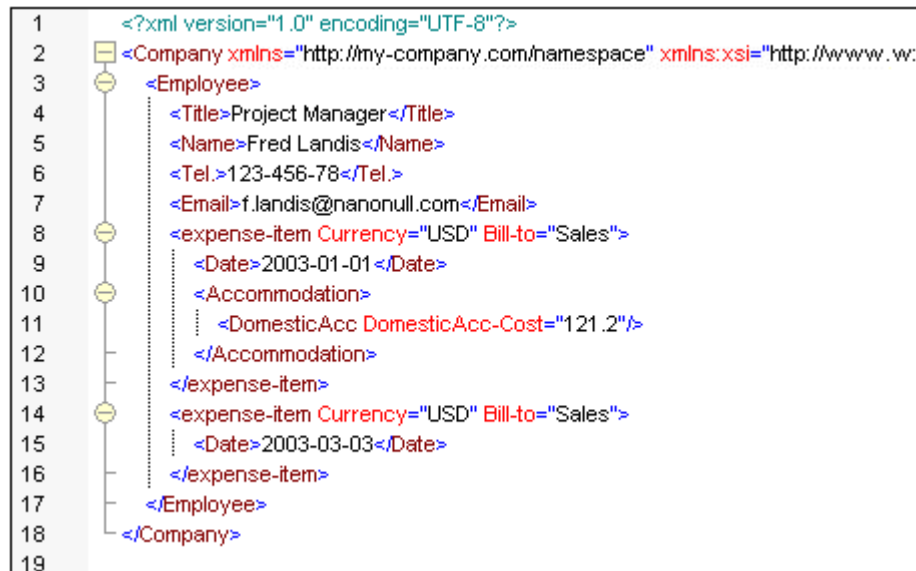 1 <?xml version="1.0" encoding="UTF-8"?>
2 <Company xmlns="http://my-company.com/namespace" xmlns:xsi="http://www.w
3 <Employee>
4 <Title>Project Manager</Title>
5 <Name>Fred Landis</Name>
6 <Tel.>123-456-78</Tel.>
7 <Email>f.landis@nanonull.com</Email>
8 <expense-item Currency="USD" Bill-to="Sales">
9 <Date>2003-01-01</Date>
10 <Accommodation>
11 <DomesticAcc DomesticAcc-Cost="121.2"/>
12 </Accommodation>
13 </expense-item>
14 <expense-item Currency="USD" Bill-to="Sales">
15 <Date>2003-03-03</Date>
16 </expense-item>
17 </Employee>
18 </Company>
19